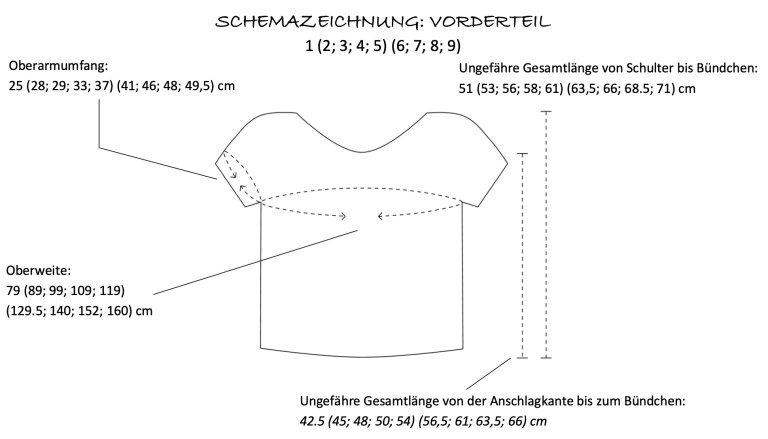 SCHEMAZEICHNUNG: VORDERTEIL
1 (2; 3; 4; 5) (6; 7; 8; 9)
Oberarmumfang:
25 (28; 29; 33; 37) (41; 46; 48; 49,5) cm
Ungefähre Gesamtlänge von Schulter bis Bündchen:
51 (53; 56; 58; 61) (63,5; 66; 68.5; 71) cm
Oberweite:
79 (89; 99; 109; 119)
(129.5; 140; 152; 160) cm
Ungefähre Gesamtlänge von der Anschlagkante bis zum Bündchen:
42.5 (45; 48; 50; 54) (56,5; 61; 63,5; 66) cm